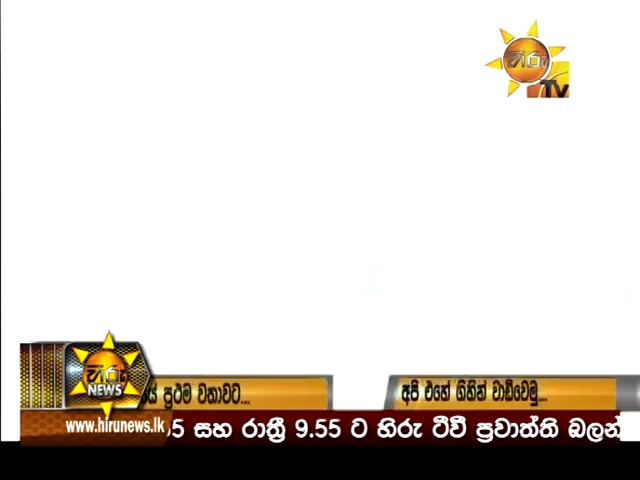 හිරු
TV
හිරු
NEWS
ප්‍රථම වතාවට...
අපි එහේ ගිහින් වාඩිවෙමු...
www.hirunews.lk
5 සහ රාත්‍රී 9.55 ට හිරු ටීවී ප්‍රවෘත්ති බලන්